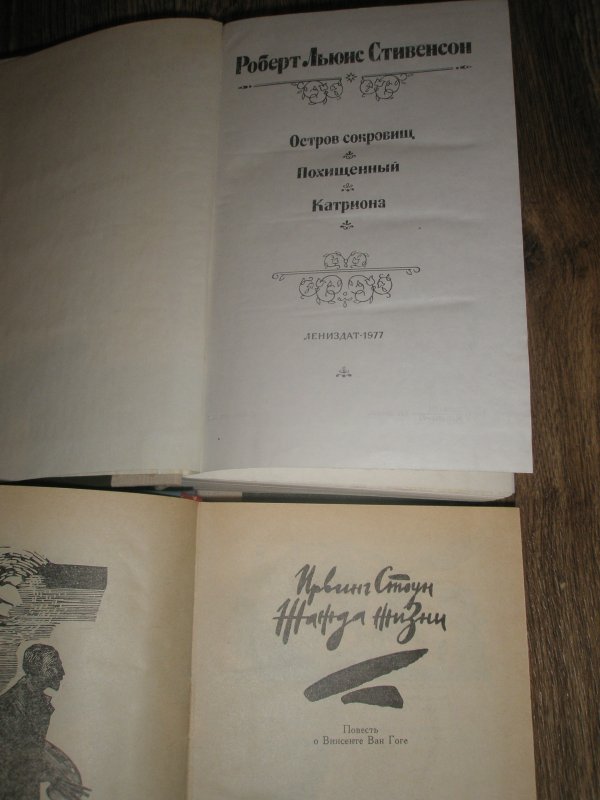 Роберт Льюис Стивенсон
Остров сокровищ
Похищенный
Катриона
ЛЕНИЗДАТ·1977
Ирвинг Стоун
Жажда жизни
Повесть
о Винсенте Ван Гоге